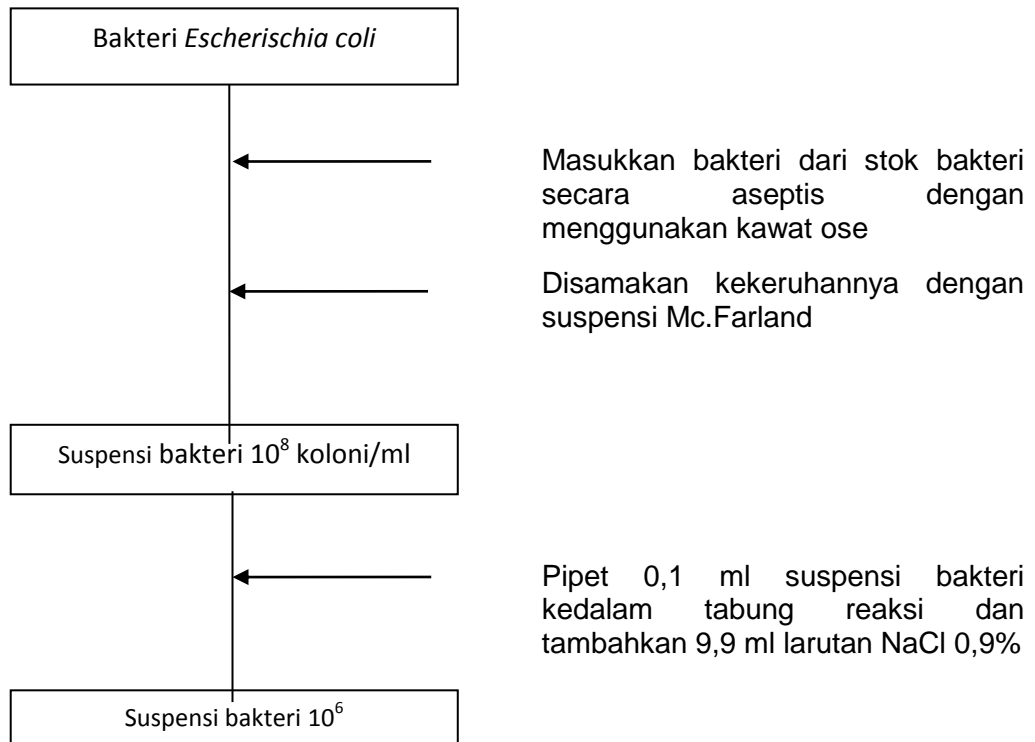 Bakteri Escherischia coli
Masukkan bakteri dari stok bakteri
secara aseptis dengan
menggunakan kawat ose
Disamakan kekeruhannya dengan
suspensi Mc.Farland
Suspensi bakteri 10⁸ koloni/ml
Pipet 0,1 ml suspensi bakteri
kedalam tabung reaksi dan
tambahkan 9,9 ml larutan NaCl 0,9%
Suspensi bakteri 10⁶